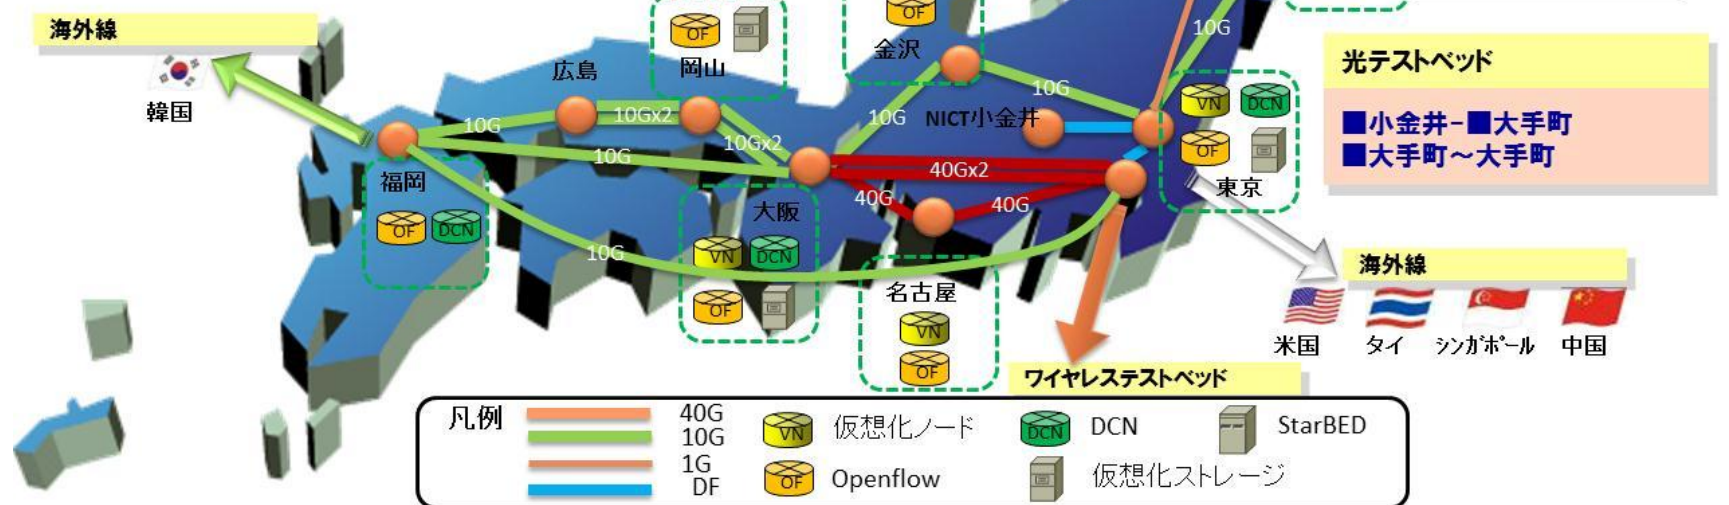 海外線
韓国
OF
岡山
OF
金沢
10G
広島
10G
10Gx2
10Gx2
10G
10G
10G
NICT小金井
VN
DCN
OF
東京
40Gx2
40G
40G
10G
福岡
OF
DCN
大阪
VN
DCN
OF
名古屋
VN
OF
光テストベッド
■小金井-■大手町
■大手町~大手町
海外線
米国
タイ
シンガポール
中国
ワイヤレステストベッド
凡例
40G
10G
1G
DF
VN
仮想化ノード
OF
Openflow
DCN
DCN
仮想化ストレージ
StarBED